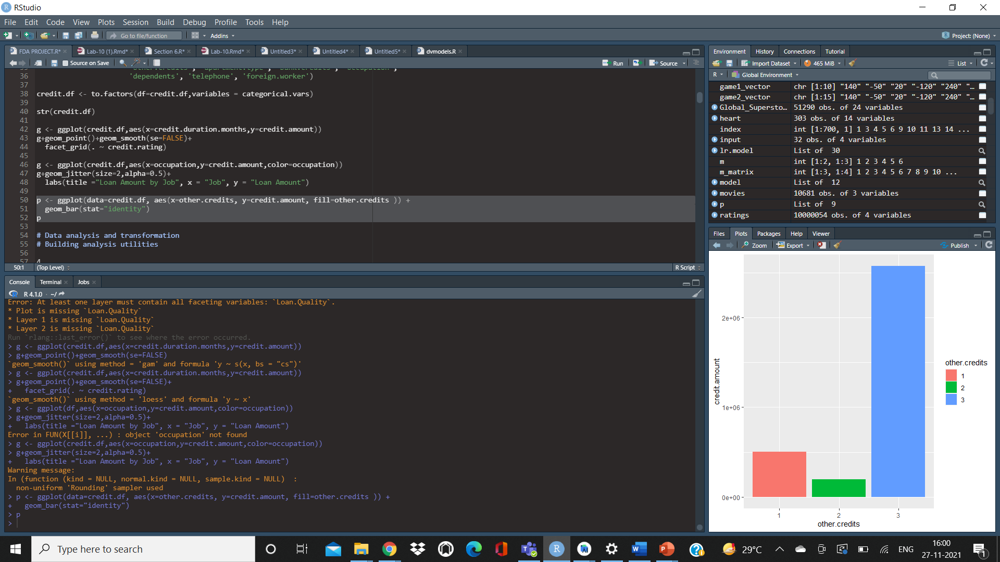 RStudio
File Edit Code View Plots Session Build Debug Profile Tools Help
Go to file/function Addins Project: (None)
FDA PROJECT.R* Lab-10 (1).Rmd* Section 6.R* Lab-10.Rmd* Untitled3* Untitled4* Untitled5* dvmodels.R
Source on Save Run Source
36 'dependents', 'telephone', 'foreign.worker')
37
38 credit.df <- to.factors(df=credit.df,variables = categorical.vars)
39
40 str(credit.df)
41
42 g <- ggplot(credit.df,aes(x=credit.duration.months,y=credit.amount))
43 g+geom_point()+geom_smooth(se=FALSE)+
44 facet_grid(. ~ credit.rating)
45
46 g <- ggplot(credit.df,aes(x=occupation,y=credit.amount,color=occupation))
47 g+geom_jitter(size=2,alpha=0.5)+
48 labs(title ="Loan Amount by Job", x = "Job", y = "Loan Amount")
49
50 p <- ggplot(data=credit.df, aes(x=other.credits, y=credit.amount, fill=other.credits )) +
51 geom_bar(stat="identity")
52 p
53
54 # Data analysis and transformation
55 # Building analysis utilities
56
57 4
50:1 (Top Level) R Script
Console Terminal Jobs
R 4.1.0 · ~/
Error: At least one layer must contain all faceting variables: `Loan.Quality`.
* Plot is missing `Loan.Quality`
* Layer 1 is missing `Loan.Quality`
* Layer 2 is missing `Loan.Quality`
Run `rlang::last_error()` to see where the error occurred.
> g <- ggplot(credit.df,aes(x=credit.duration.months,y=credit.amount))
> g+geom_point()+geom_smooth(se=FALSE)
`geom_smooth()` using method = 'gam' and formula 'y ~ s(x, bs = "cs")'
> g <- ggplot(credit.df,aes(x=credit.duration.months,y=credit.amount))
> g+geom_point()+geom_smooth(se=FALSE)+
+ facet_grid(. ~ credit.rating)
`geom_smooth()` using method = 'loess' and formula 'y ~ x'
> g <- ggplot(df,aes(x=occupation,y=credit.amount,color=occupation))
> g+geom_jitter(size=2,alpha=0.5)+
+ labs(title ="Loan Amount by Job", x = "Job", y = "Loan Amount")
Error in FUN(X[[i]], ...) : object 'occupation' not found
> g <- ggplot(credit.df,aes(x=occupation,y=credit.amount,color=occupation))
> g+geom_jitter(size=2,alpha=0.5)+
+ labs(title ="Loan Amount by Job", x = "Job", y = "Loan Amount")
Warning message:
In (function (kind = NULL, normal.kind = NULL, sample.kind = NULL) :
non-uniform 'Rounding' sampler used
> p <- ggplot(data=credit.df, aes(x=other.credits, y=credit.amount, fill=other.credits )) +
+ geom_bar(stat="identity")
> p
>
Environment History Connections Tutorial
Import Dataset 465 MiB List
R Global Environment
game1_vector chr [1:10] "140" "-50" "20" "-120" "240" "…
game2_vector chr [1:15] "140" "-50" "20" "-120" "240" "…
Global_Supersto… 51290 obs. of 24 variables
heart 303 obs. of 14 variables
index int [1:700, 1] 1 3 4 5 6 9 10 11 13 14 ...
input 32 obs. of 4 variables
lr.model List of 30
m int [1:2, 1:3] 1 2 3 4 5 6
m_matrix int [1:3, 1:4] 1 2 3 4 5 6 7 8 9 10 ...
model List of 12
movies 10681 obs. of 3 variables
p List of 9
ratings 10000054 obs. of 4 variables
Files Plots Packages Help Viewer
Zoom Export Publish
credit.amount
2e+06
1e+06
0e+00
1 2 3
other.credits
other.credits
1
2
3
Type here to search
29°C ENG 16:00
27-11-2021
1